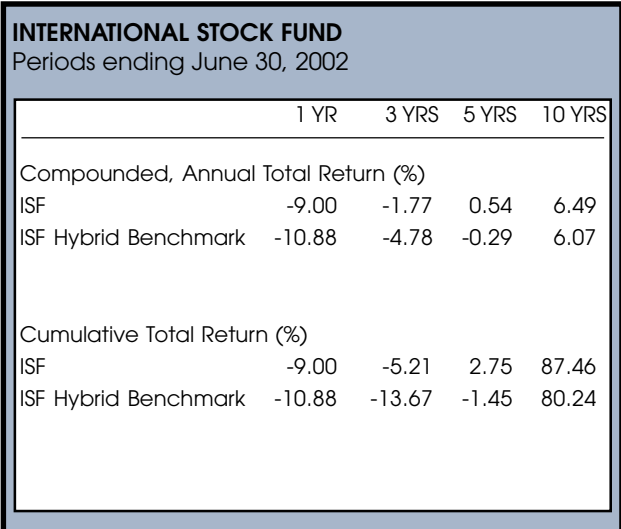 INTERNATIONAL STOCK FUND
Periods ending June 30, 2002
1 YR 3 YRS 5 YRS 10 YRS
Compounded, Annual Total Return (%)
ISF -9.00 -1.77 0.54 6.49
ISF Hybrid Benchmark -10.88 -4.78 -0.29 6.07
Cumulative Total Return (%)
ISF -9.00 -5.21 2.75 87.46
ISF Hybrid Benchmark -10.88 -13.67 -1.45 80.24